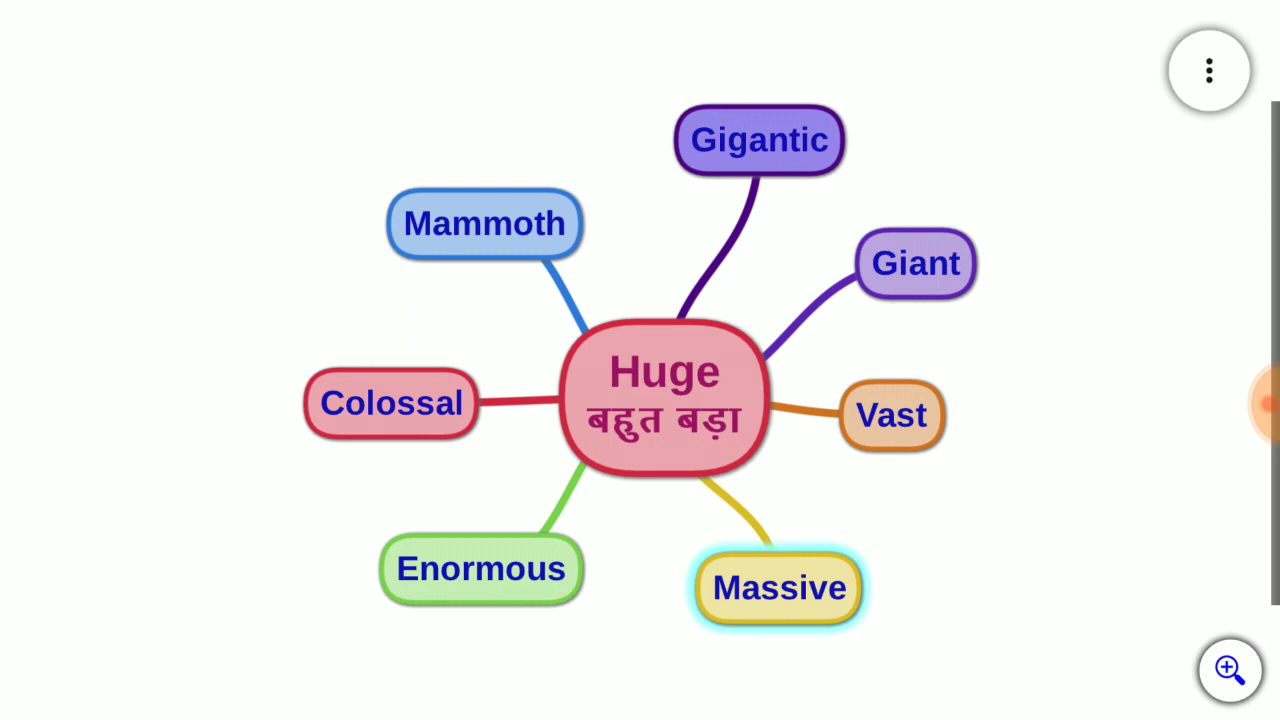 Gigantic
Mammoth
Giant
Huge
बहुत बड़ा
Colossal
Vast
Enormous
Massive